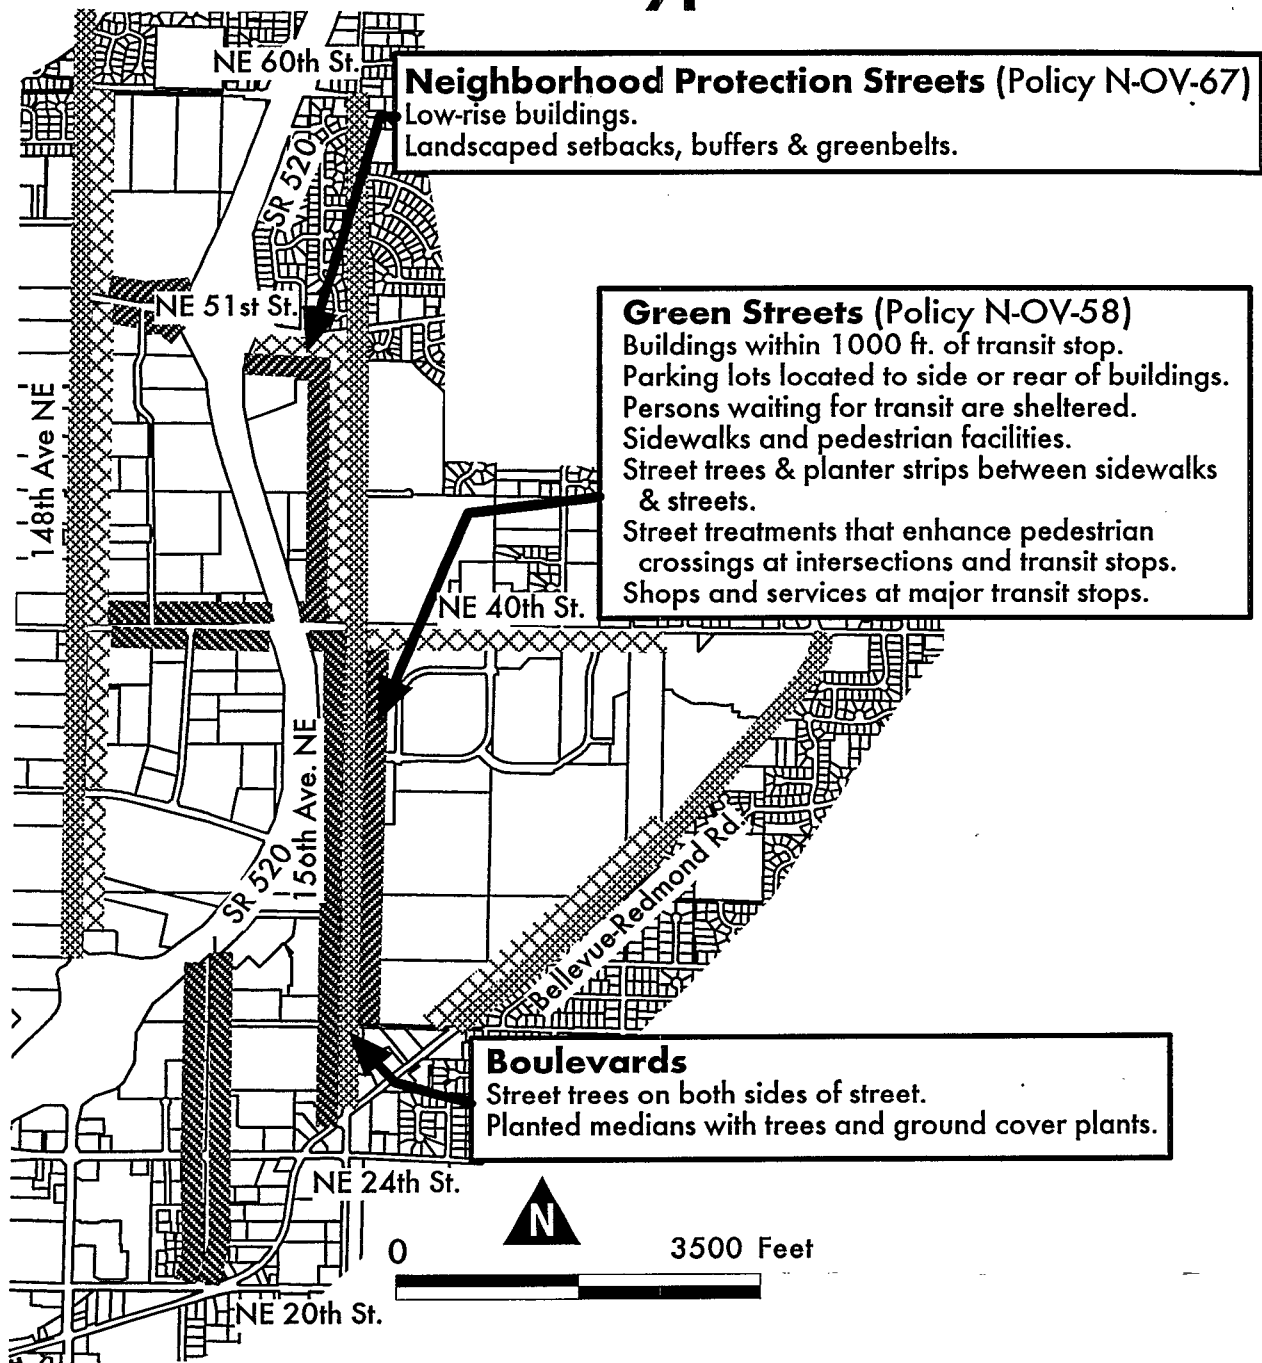 NE 60th St.
Neighborhood Protection Streets (Policy N-OV-67)
Low-rise buildings.
Landscaped setbacks, buffers & greenbelts.
SR 520
NE 51st St.
Green Streets (Policy N-OV-58)
Buildings within 1000 ft. of transit stop.
Parking lots located to side or rear of buildings.
Persons waiting for transit are sheltered.
Sidewalks and pedestrian facilities.
Street trees & planter strips between sidewalks
& streets.
Street treatments that enhance pedestrian
crossings at intersections and transit stops.
Shops and services at major transit stops.
148th Ave NE
NE 40th St.
156th Ave. NE
SR 520
Bellevue-Redmond Rd.
Boulevards
Street trees on both sides of street.
Planted medians with trees and ground cover plants.
NE 24th St.
N
0 3500 Feet
NE 20th St.